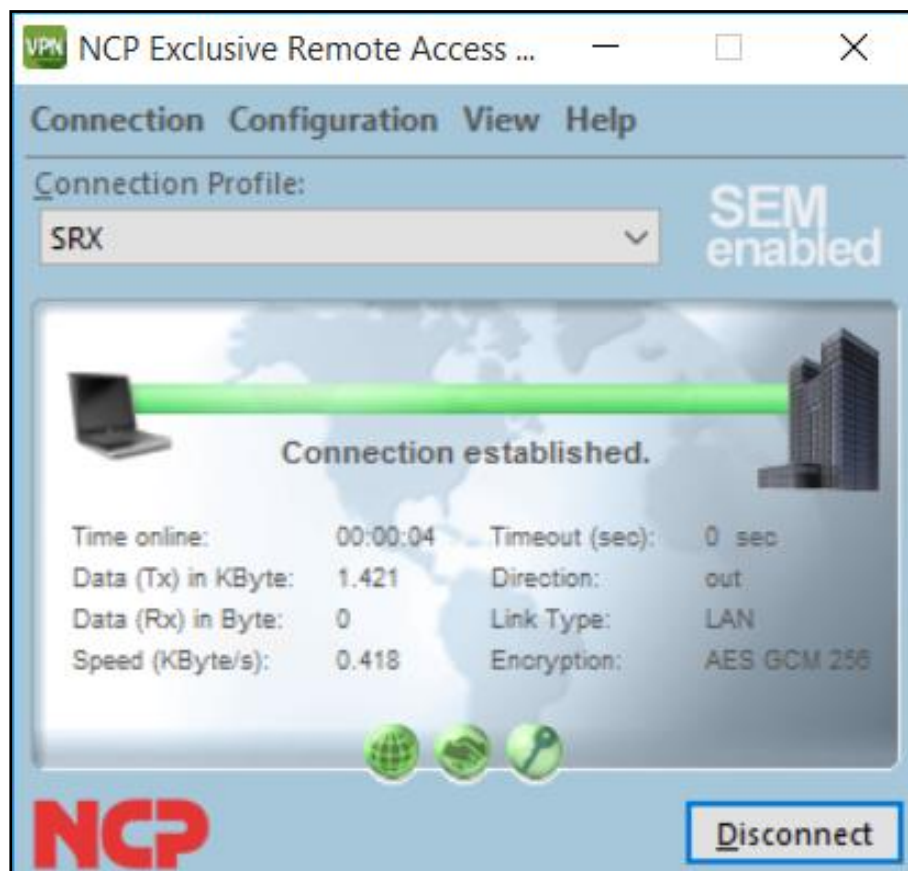 VPN NCP Exclusive Remote Access ...
Connection Configuration View Help
Connection Profile:
SRX
SEM
enabled
Connection established.
Time online: 00:00:04 Timeout (sec): 0 sec
Data (Tx) in KByte: 1.421 Direction: out
Data (Rx) in Byte: 0 Link Type: LAN
Speed (KByte/s): 0.418 Encryption: AES GCM 256
NCP
Disconnect